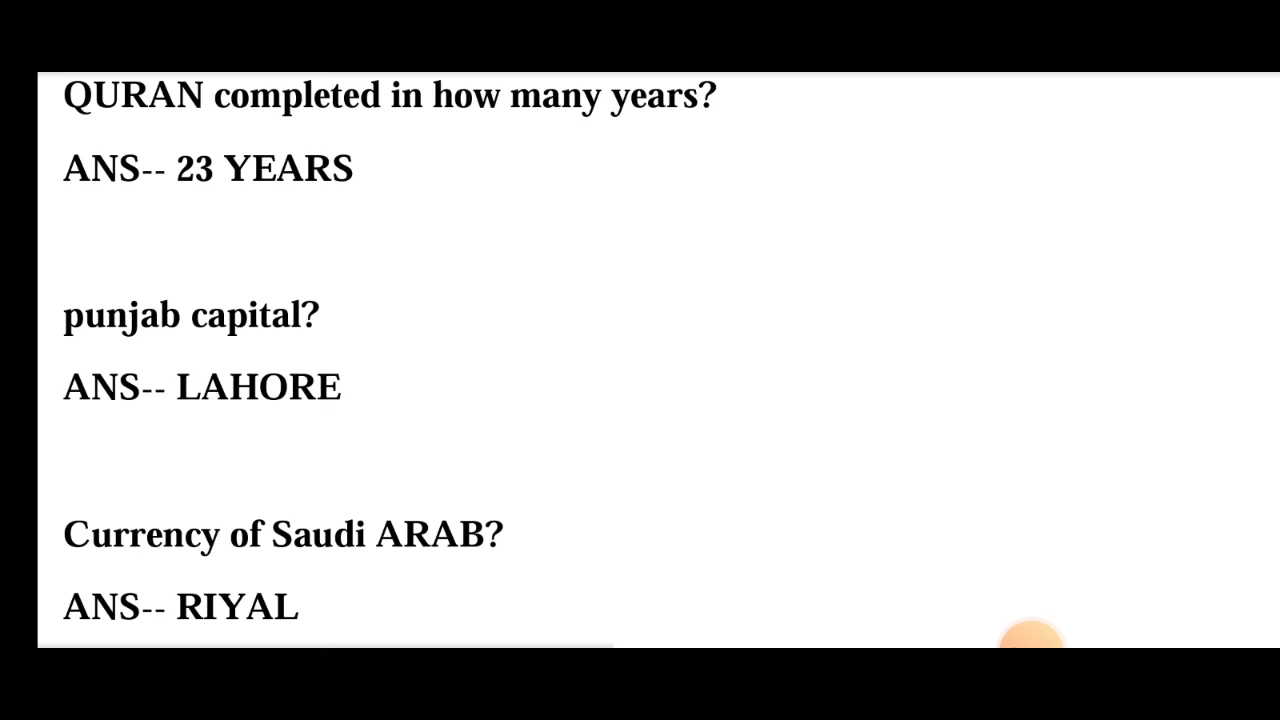 QURAN completed in how many years?
ANS-- 23 YEARS
punjab capital?
ANS-- LAHORE
Currency of Saudi ARAB?
ANS-- RIYAL